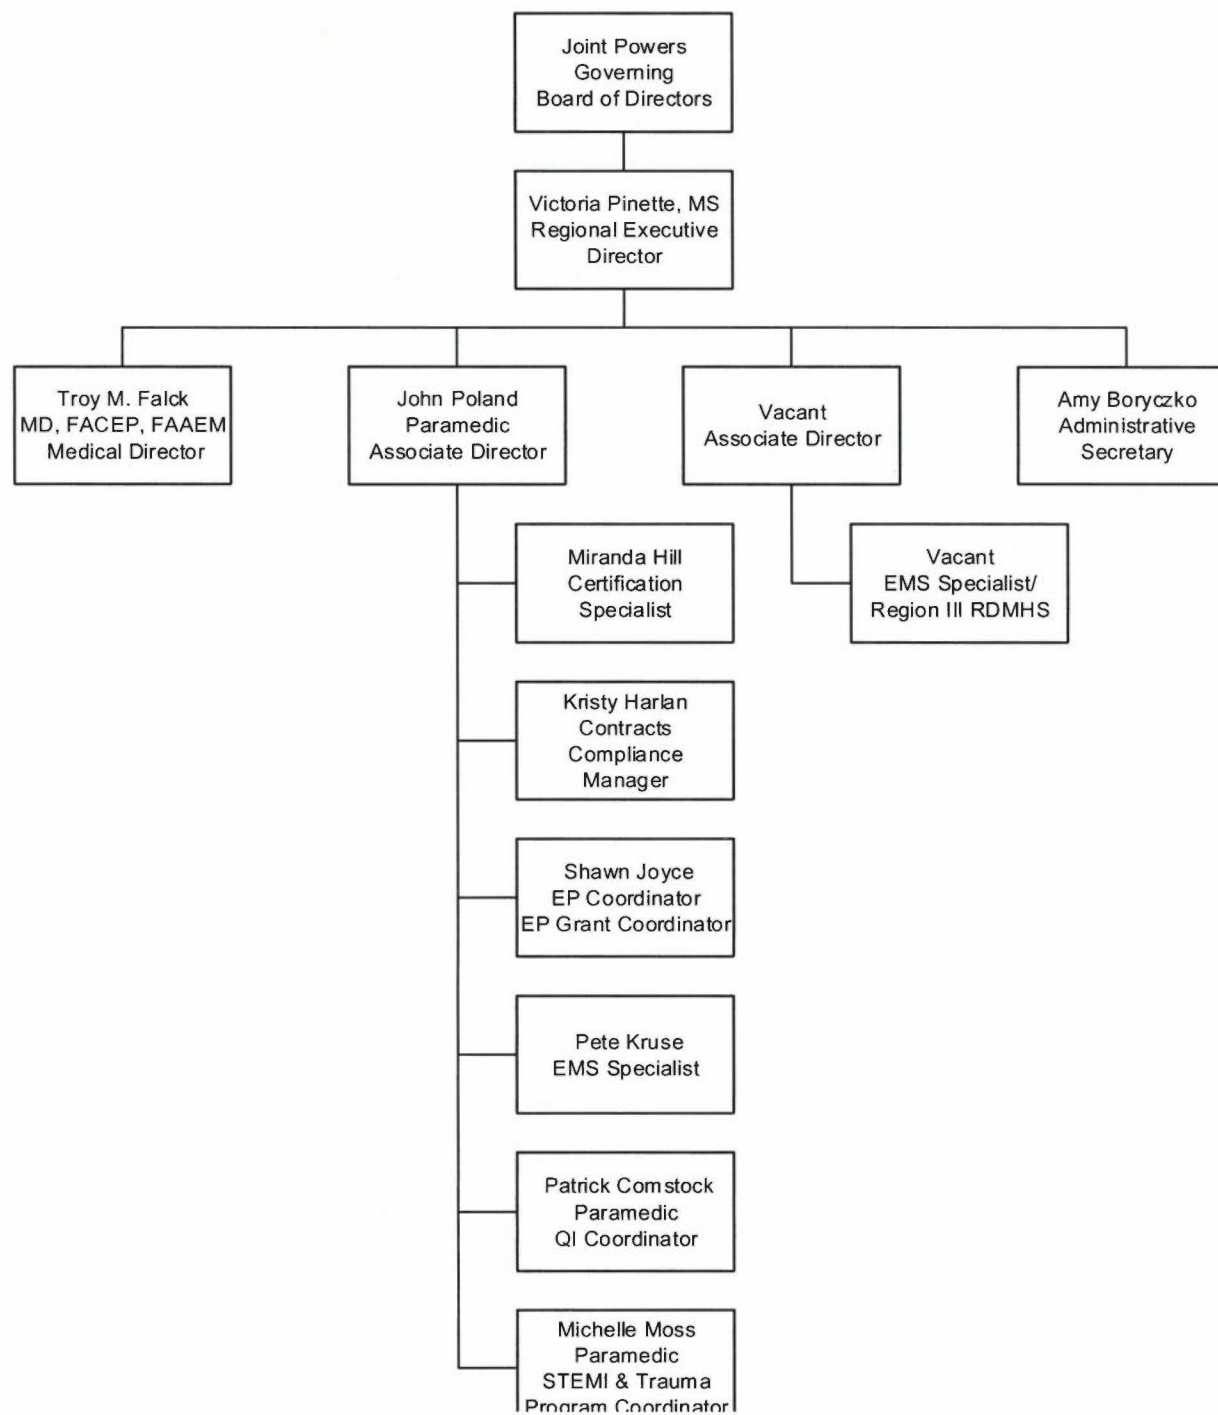 Joint Powers
Governing
Board of Directors
Victoria Pinette, MS
Regional Executive
Director
Troy M. Falck
MD, FACEP, FAAEM
Medical Director
John Poland
Paramedic
Associate Director
Vacant
Associate Director
Amy Boryczko
Administrative
Secretary
Miranda Hill
Certification
Specialist
Vacant
EMS Specialist/
Region III RDMHS
Kristy Harlan
Contracts
Compliance
Manager
Shawn Joyce
EP Coordinator
EP Grant Coordinator
Pete Kruse
EMS Specialist
Patrick Comstock
Paramedic
QI Coordinator
Michelle Moss
Paramedic
STEMI & Trauma
Program Coordinator